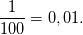 1/100 = 0,01.